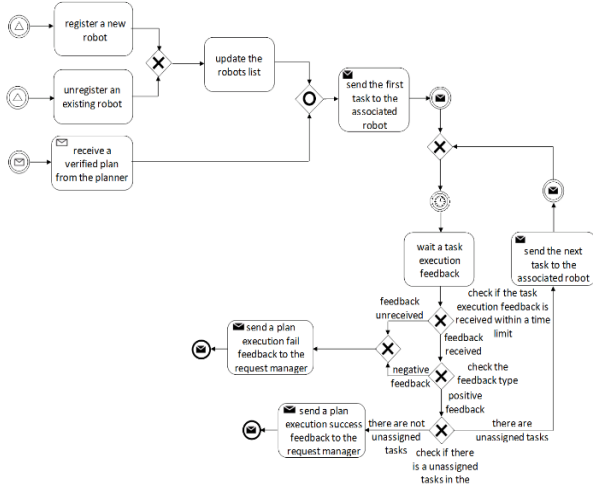 register a new
robot
unregister an
existing robot
update the
robots list
receive a
verified plan
from the planner
send the first
task to the
associated
robot
wait a task
execution
feedback
send the next
task to the
associated robot
check if the task
execution feedback is
received within a time
limit
feedback
unreceived
feedback
received
send a plan
execution fail
feedback to the
request manager
negative
feedback
check the
feedback type
positive
feedback
send a plan
execution success
feedback to the
request manager
there are not
unassigned
tasks
there are
unassigned tasks
check if there
is a unassigned
tasks in the